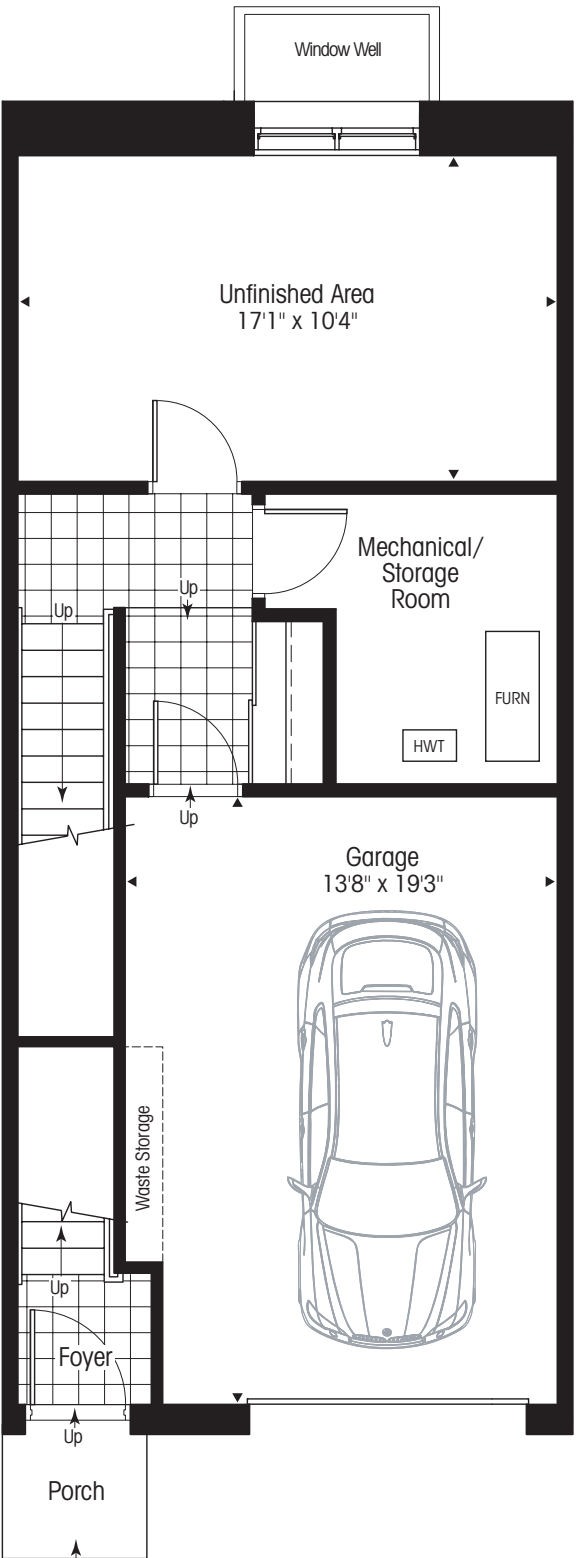 Window Well
Unfinished Area
17'1" x 10'4"
Mechanical/
Storage
Room
Up
Up
FURN
HWT
Up
Garage
13'8" x 19'3"
Waste Storage
Up
Foyer
Up
Porch